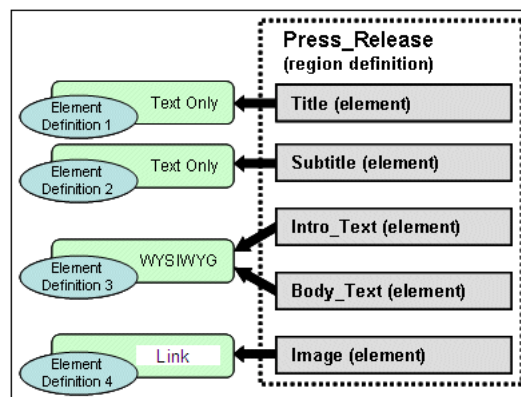 Press_Release
(region definition)
Text Only
Element
Definition 1
Title (element)
Text Only
Element
Definition 2
Subtitle (element)
WYSIWYG
Element
Definition 3
Intro_Text (element)
Body_Text (element)
Link
Element
Definition 4
Image (element)